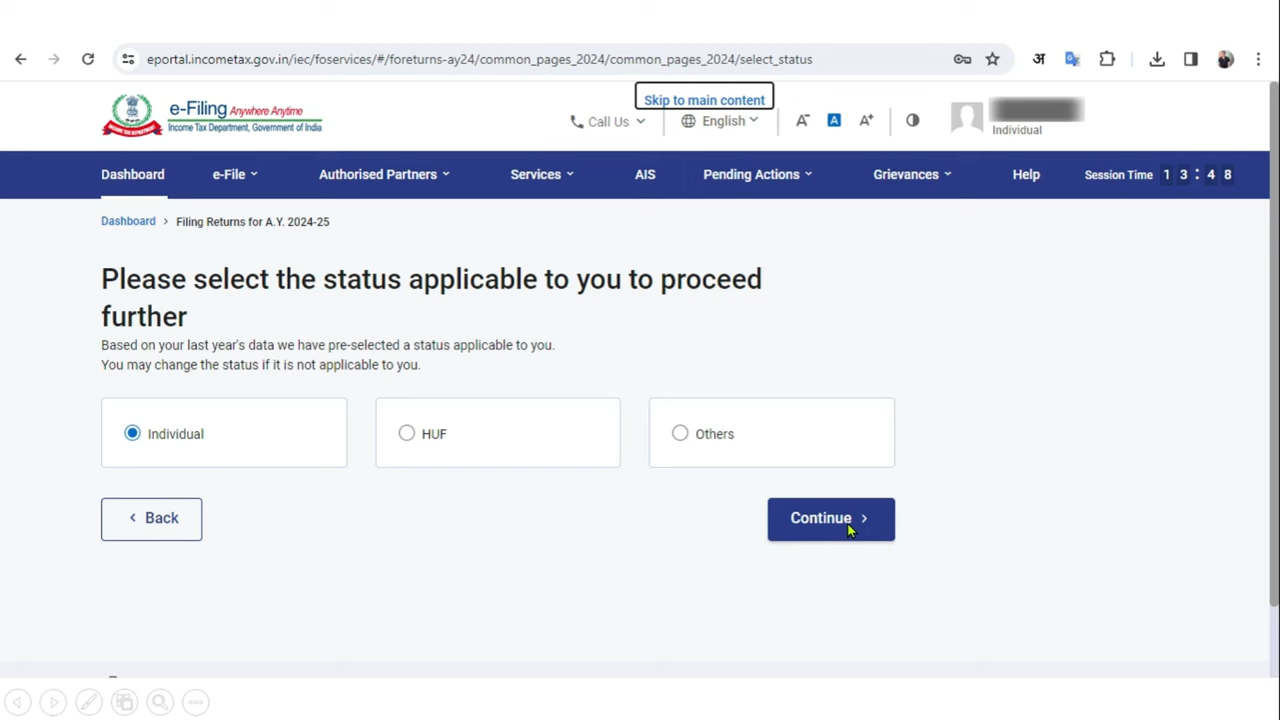 eportal.incometax.gov.in/iec/foservices/#/foreturns-ay24/common_pages_2024/common_pages_2024/select_status
अ
Skip to main content
e-Filing Anywhere Anytime
Income Tax Department, Government of India
Call Us
English
A-
A
A+
Individual
Dashboard e-File Authorised Partners Services AIS Pending Actions Grievances Help Session Time 1 3 : 4 8
Dashboard > Filing Returns for A.Y. 2024-25
Please select the status applicable to you to proceed
further
Based on your last year's data we have pre-selected a status applicable to you.
You may change the status if it is not applicable to you.
Individual
HUF
Others
< Back
Continue >